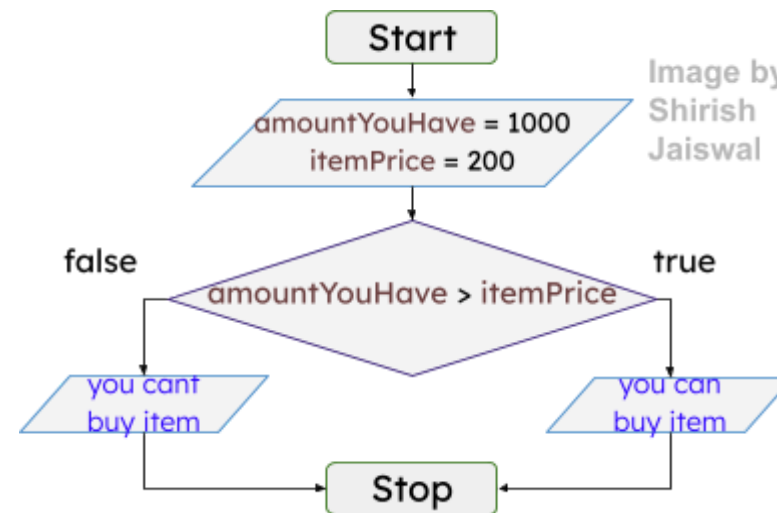 Start
Image by
Shirish
Jaiswal
amountYouHave = 1000
itemPrice = 200
false
true
amountYouHave > itemPrice
you cant
buy item
you can
buy item
Stop